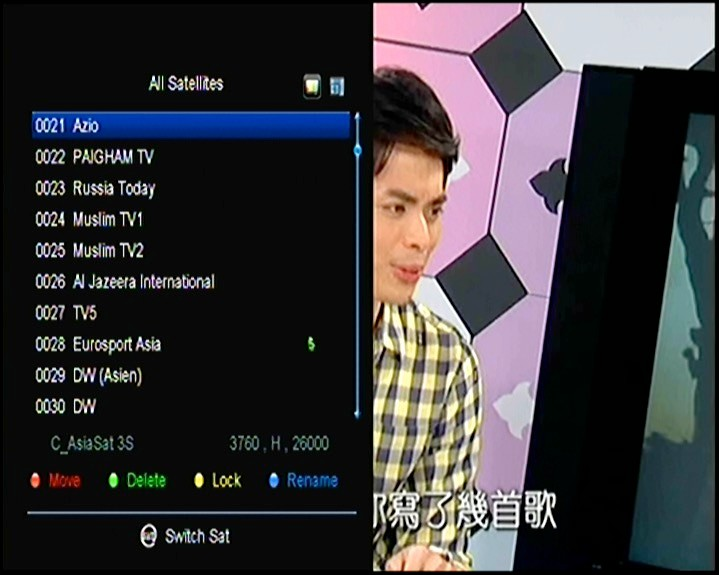 All Satellites
0021 Azio
0022 PAIGHAM TV
0023 Russia Today
0024 Muslim TV1
0025 Muslim TV2
0026 Al Jazeera International
0027 TV5
0028 Eurosport Asia $
0029 DW (Asien)
0030 DW
C_AsiaSat 3S 3760 , H , 26000
Move Delete Lock Rename
Switch Sat
寫了幾首歌